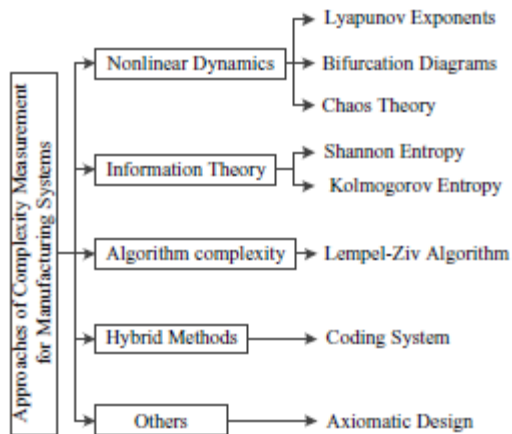 Approaches of Complexity Measurement
for Manufacturing Systems
Nonlinear Dynamics
Lyapunov Exponents
Bifurcation Diagrams
Chaos Theory
Information Theory
Shannon Entropy
Kolmogorov Entropy
Algorithm complexity
Lempel-Ziv Algorithm
Hybrid Methods
Coding System
Others
Axiomatic Design